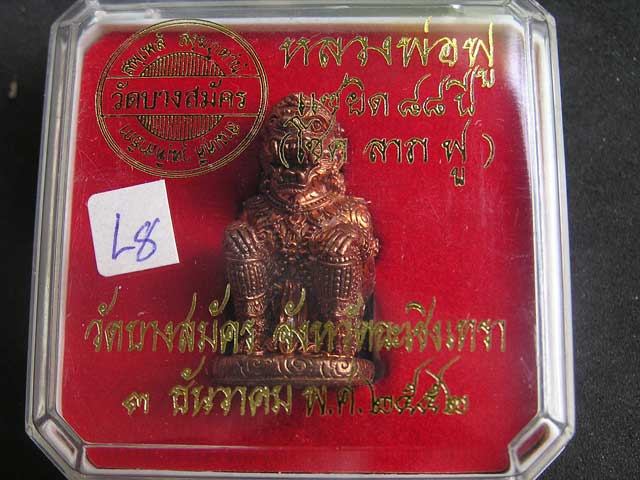 หลวงพ่อฟู
แซยิด ๘๘ ปี
(โชค ลาภ ฟู)
วัดบางสมัคร
L8
วัดบางสมัคร จังหวัดฉะเชิงเทรา
๓ ธันวาคม พ.ศ.๒๕๕๒